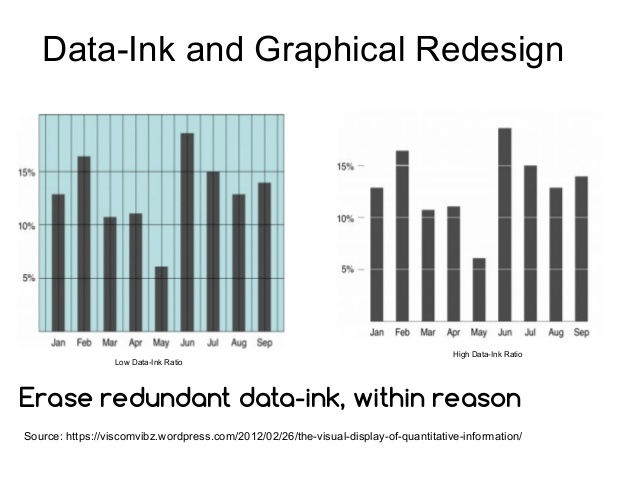 Data-Ink and Graphical Redesign
15%
10%
5%
Jan Feb Mar Apr May Jun Jul Aug Sep
Low Data-Ink Ratio
15%
10%
5%
Jan Feb Mar Apr May Jun Jul Aug Sep
High Data-Ink Ratio
Erase redundant data-ink, within reason
Source: https://viscomvibz.wordpress.com/2012/02/26/the-visual-display-of-quantitative-information/